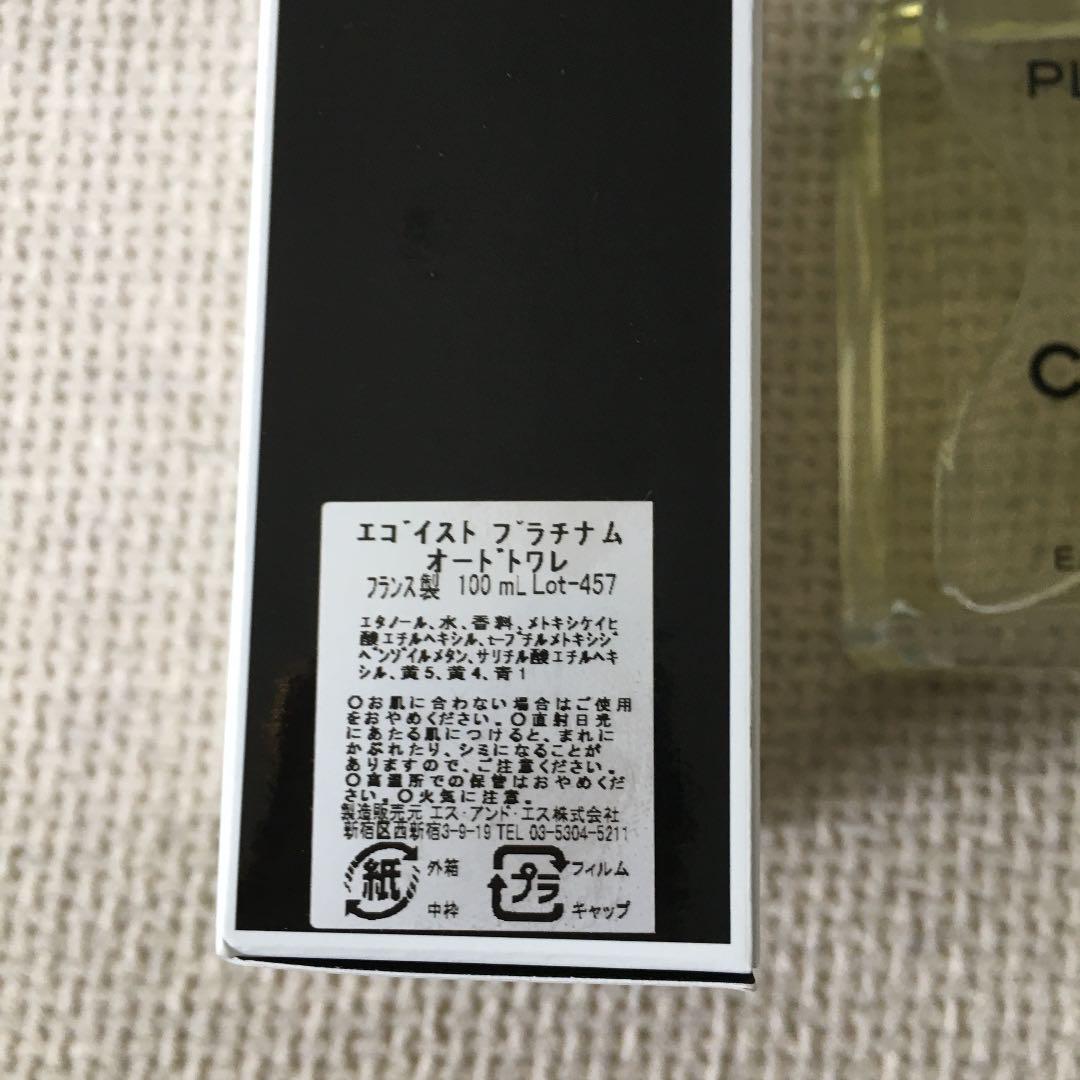 エゴイスト プラチナム
オードトワレ
フランス製 100 mL Lot-457
エタノール、水、香料、メトキシケイヒ
酸エチルヘキシル、t-ブチルメトキシジ
ベンゾイルメタン、サリチル酸エチルヘキ
シル、黄5、黄4、青1
○お肌に合わない場合はご使用
をおやめください。○直射日光
にあたる肌につけると、まれに
かぶれたり、シミになることが
ありますので、ご注意ください。
○高温所での保管はおやめくだ
さい。○火気に注意。
製造販売元 エス・アンド・エス株式会社
新宿区西新宿3-9-19 TEL 03-5304-5211
紙 外箱
中枠
プラ フィルム
キャップ
PL
C
E